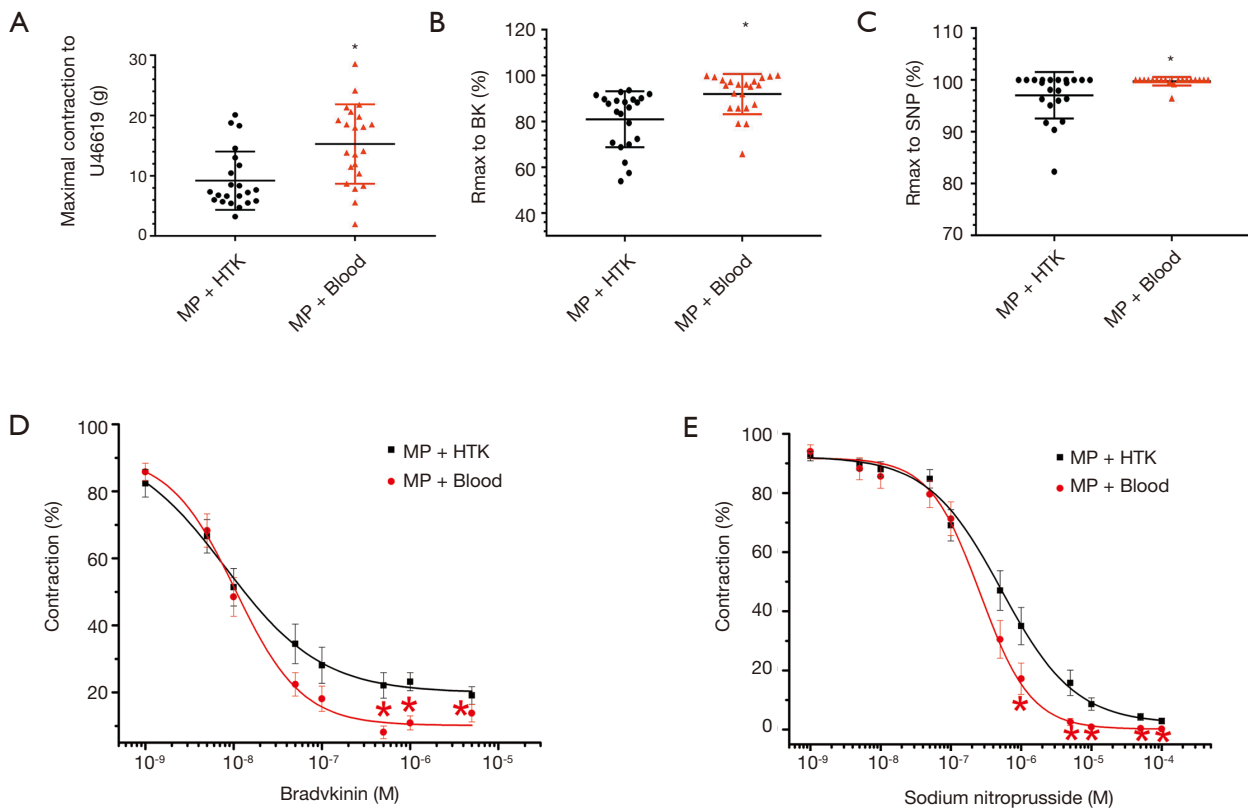 A
Maximal contraction to
U46619 (g)
30
20
10
0
*
MP + HTK
MP + Blood
B
Rmax to BK (%)
120
100
80
60
40
*
MP + HTK
MP + Blood
C
Rmax to SNP (%)
110
100
90
80
70
*
MP + HTK
MP + Blood
D
Contraction (%)
100
80
60
40
20
MP + HTK
MP + Blood
* * *
10⁻⁹ 10⁻⁸ 10⁻⁷ 10⁻⁶ 10⁻⁵
Bradvkinin (M)
E
Contraction (%)
100
80
60
40
20
0
MP + HTK
MP + Blood
*
* * * *
10⁻⁹ 10⁻⁸ 10⁻⁷ 10⁻⁶ 10⁻⁵ 10⁻⁴
Sodium nitroprusside (M)